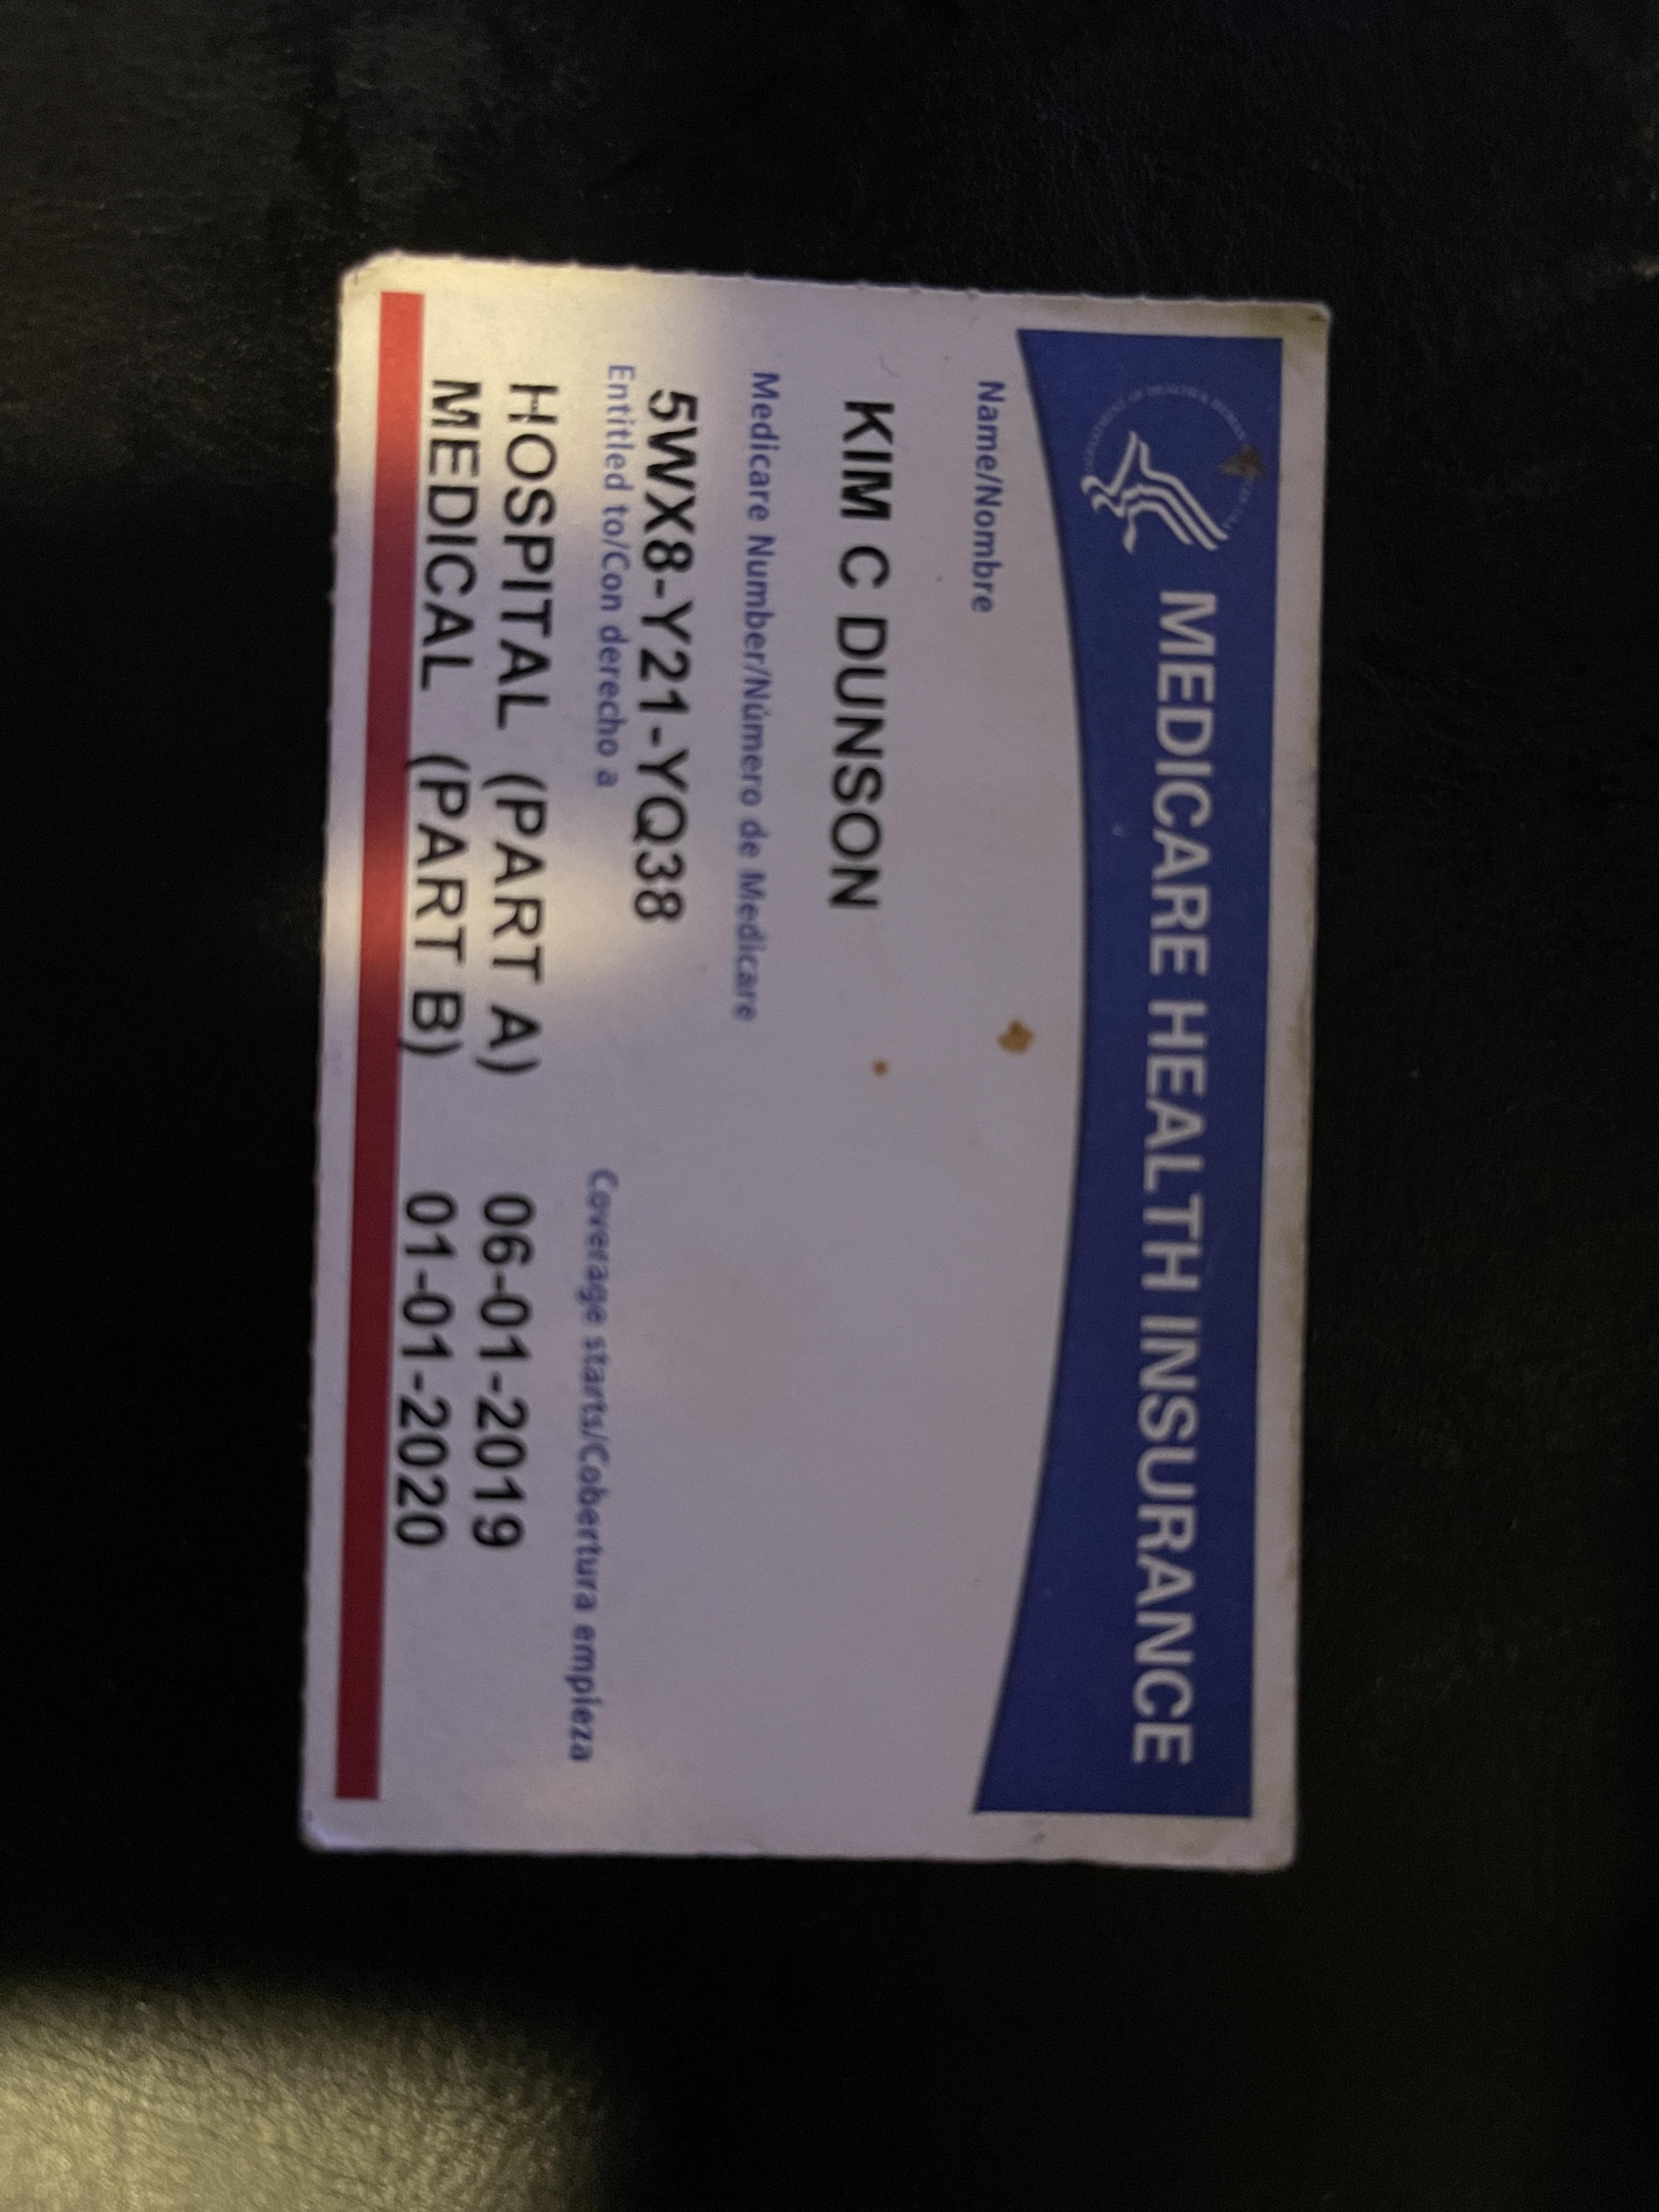 MEDICARE HEALTH INSURANCE
Name/Nombre
KIM C DUNSON
Medicare Number/Número de Medicare
5WX8-Y21-YQ38
Entitled to/Con derecho a
Coverage starts/Cobertura empieza
HOSPITAL (PART A) 06-01-2019
MEDICAL (PART B) 01-01-2020